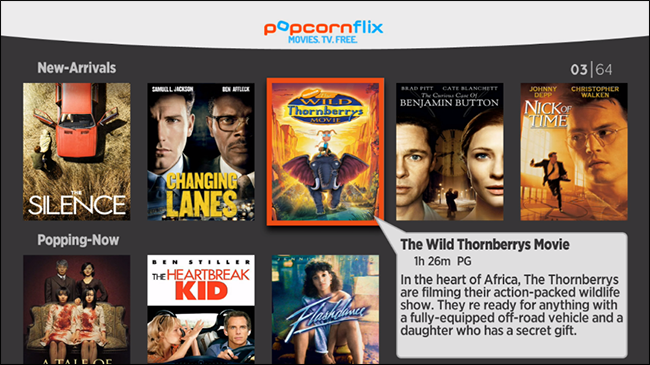 popcornflix
MOVIES. TV. FREE.
New-Arrivals
03|64
THE
SILENCE
SAMUEL L. JACKSON BEN AFFLECK
CHANGING
LANES
THE
WILD
Thornberrys
MOVIE
BRAD PITT CATE BLANCHETT
The Curious Case Of
BENJAMIN BUTTON
JOHNNY
DEPP
CHRISTOPHER
WALKEN
NICK OF
TIME
Popping-Now
A TALE OF
BEN STILLER
THE HEARTBREAK
KID
Flashdance
The Wild Thornberrys Movie
1h 26m PG
In the heart of Africa, The Thornberrys
are filming their action-packed wildlife
show. They re ready for anything with
a fully-equipped off-road vehicle and a
daughter who has a secret gift.